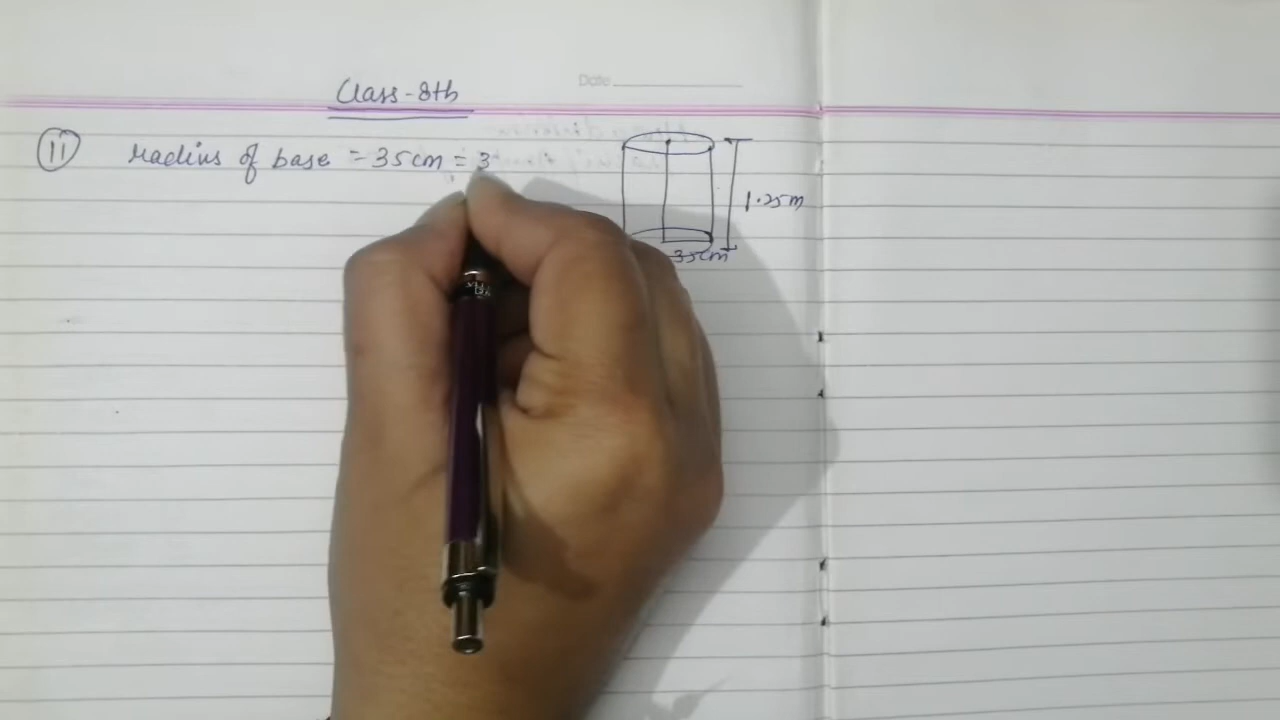 Date
Class-8th
11 Radius of base = 35cm = 3
1.25m
35cm